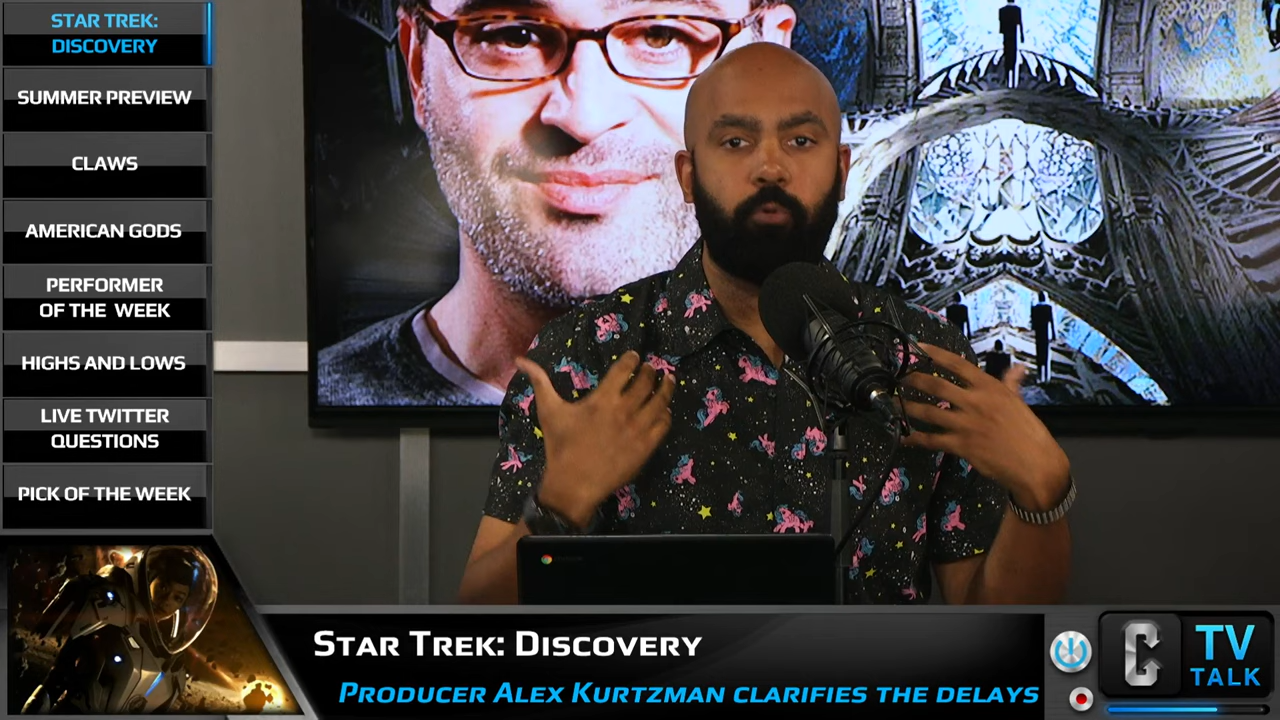 STAR TREK:
DISCOVERY
SUMMER PREVIEW
CLAWS
AMERICAN GODS
PERFORMER
OF THE WEEK
HIGHS AND LOWS
LIVE TWITTER
QUESTIONS
PICK OF THE WEEK
STAR TREK: DISCOVERY
PRODUCER ALEX KURTZMAN CLARIFIES THE DELAYS
C
TV
TALK